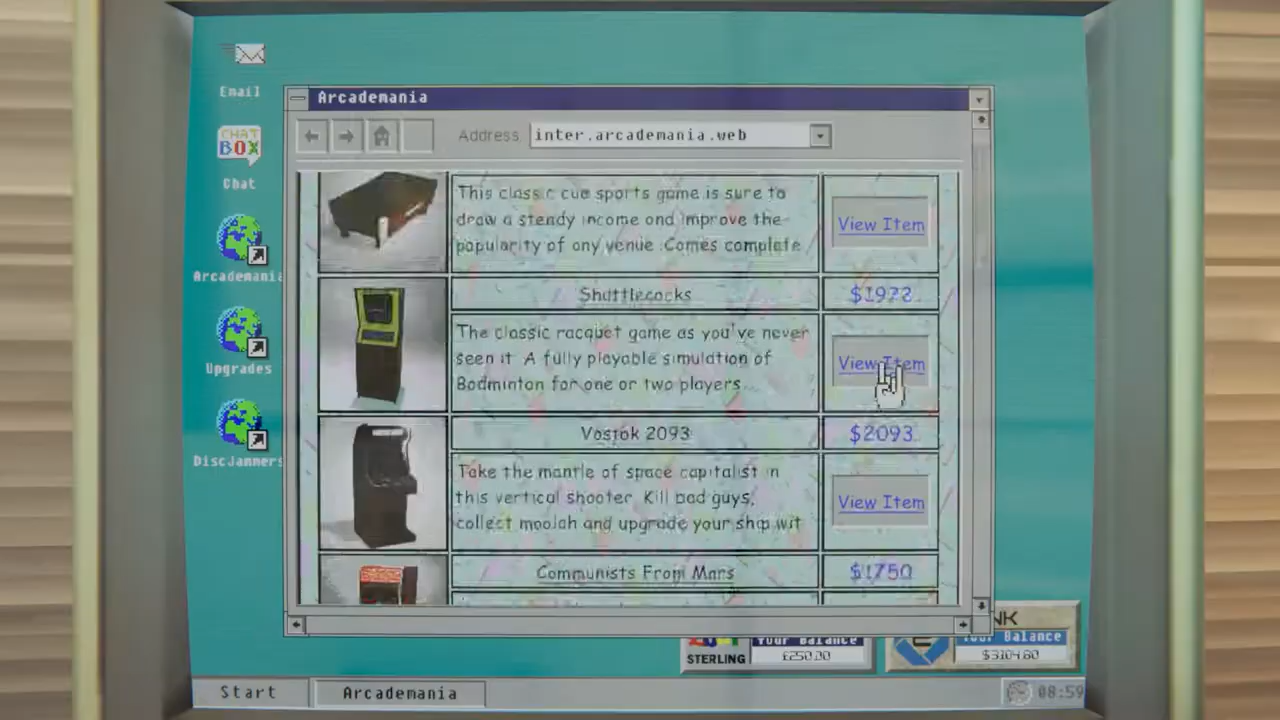 Email
CHAT
BOX
Chat
Arcademania
Upgrades
DiscJammers
Arcademania
Address
inter.arcademania.web
This classic cue sports game is sure to
draw a steady income and improve the
popularity of any venue. Comes complete
View Item
Shuttlecocks
The classic racquet game as you've never
seen it. A fully playable simulation of
Badminton for one or two players.
View Item
Vostok 2093
$2093
Take the mantle of space capitalist in
this vertical shooter. Kill bad guys,
collect moolah and upgrade your ship wit
View Item
Communists From Mars
$1750
STERLING
Your Balance
£250.00
NK
Your Balance
$3104.80
Start
Arcademania
08:59